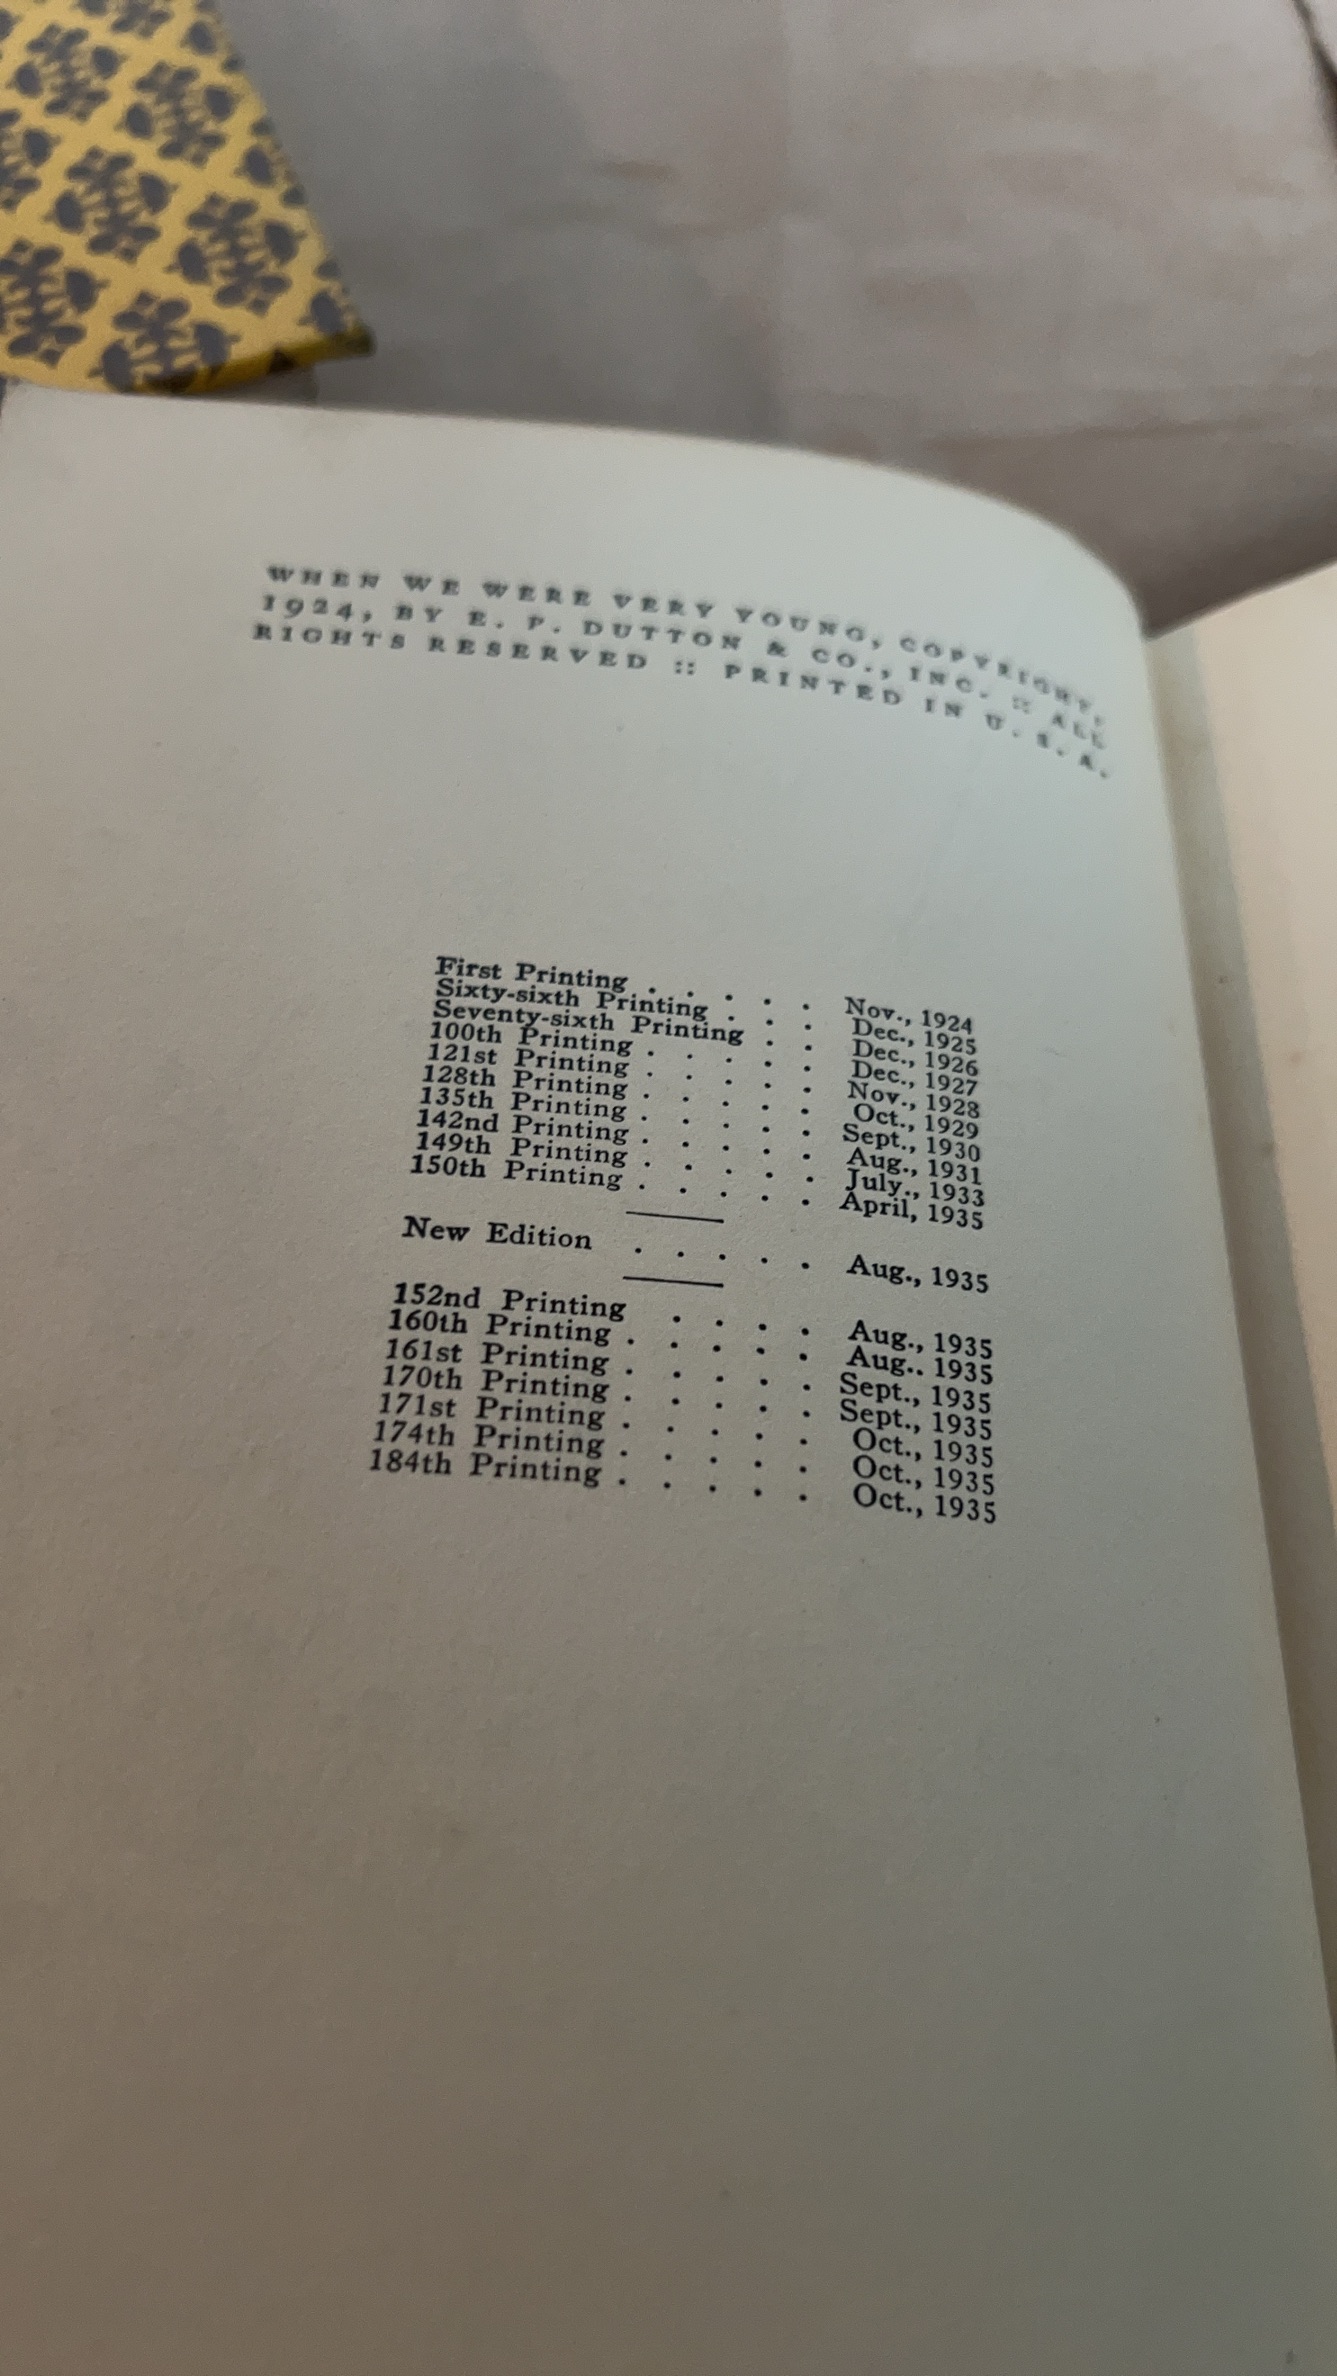 WHEN WE WERE VERY YOUNG, COPYRIGHT,
1924, BY E. P. DUTTON & CO., INC. :: ALL
RIGHTS RESERVED :: PRINTED IN U. S. A.
First Printing . . . . . Nov., 1924
Sixty-sixth Printing . . . Dec., 1925
Seventy-sixth Printing . . Dec., 1926
100th Printing . . . . . Dec., 1927
121st Printing . . . . . Nov., 1928
128th Printing . . . . . Oct., 1929
135th Printing . . . . . Sept., 1930
142nd Printing . . . . . Aug., 1931
149th Printing . . . . . July., 1933
150th Printing . . . . . April, 1935
New Edition . . . . . Aug., 1935
152nd Printing . . . . Aug., 1935
160th Printing . . . . . Aug.. 1935
161st Printing . . . . . Sept., 1935
170th Printing . . . . . Sept., 1935
171st Printing . . . . . Oct., 1935
174th Printing . . . . . Oct., 1935
184th Printing . . . . . Oct., 1935